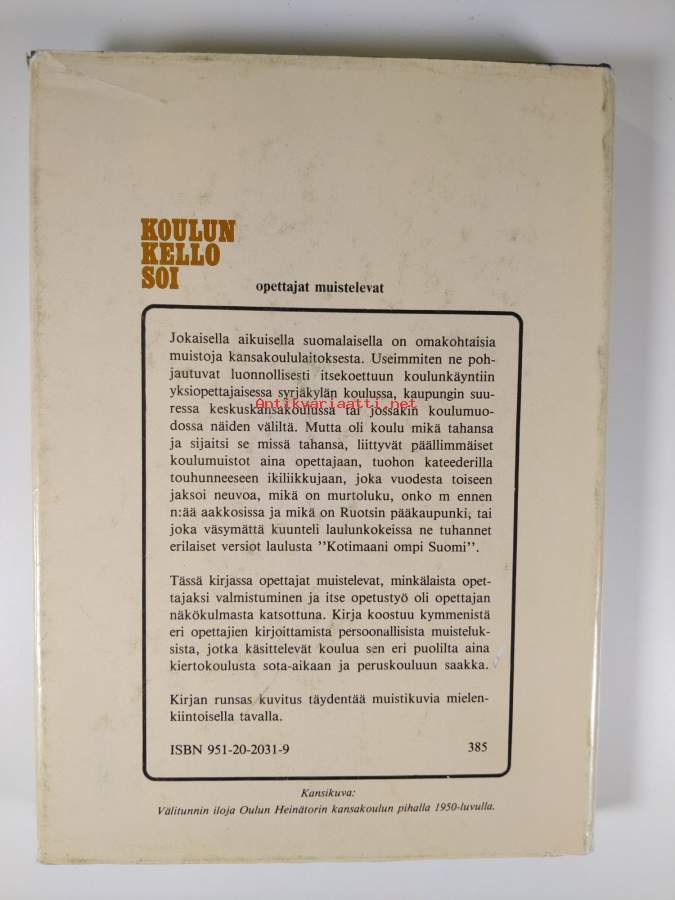 KOULUN
KELLO
SOI
opettajat muistelevat
Jokaisella aikuisella suomalaisella on omakohtaisia
muistoja kansakoululaitoksesta. Useimmiten ne poh-
jautuvat luonnollisesti itsekoettuun koulunkäyntiin
yksiopettajaisessa syrjäkylän koulussa, kaupungin suu-
Antikvariaatti.net
ressa keskuskansakoulussa tai jossakin koulumuo-
dossa näiden väliltä. Mutta oli koulu mikä tahansa
ja sijaitsi se missä tahansa, liittyvät päällimmäiset
koulumuistot aina opettajaan, tuohon kateederilla
touhunneeseen ikiliikkujaan, joka vuodesta toiseen
jaksoi neuvoa, mikä on murtoluku, onko m ennen
n:ää aakkosissa ja mikä on Ruotsin pääkaupunki, tai
joka väsymättä kuunteli laulunkokeissa ne tuhannet
erilaiset versiot laulusta ''Kotimaani ompi Suomi''.
Tässä kirjassa opettajat muistelevat, minkälaista opet-
tajaksi valmistuminen ja itse opetustyö oli opettajan
näkökulmasta katsottuna. Kirja koostuu kymmenistä
eri opettajien kirjoittamista persoonallisista muisteluk-
sista, jotka käsittelevät koulua sen eri puolilta aina
kiertokoulusta sota-aikaan ja peruskouluun saakka.
Kirjan runsas kuvitus täydentää muistikuvia mielen-
kiintoisella tavalla.
ISBN 951-20-2031-9 385
Kansikuva:
Välitunnin iloja Oulun Heinätorin kansakoulun pihalla 1950-luvulla.